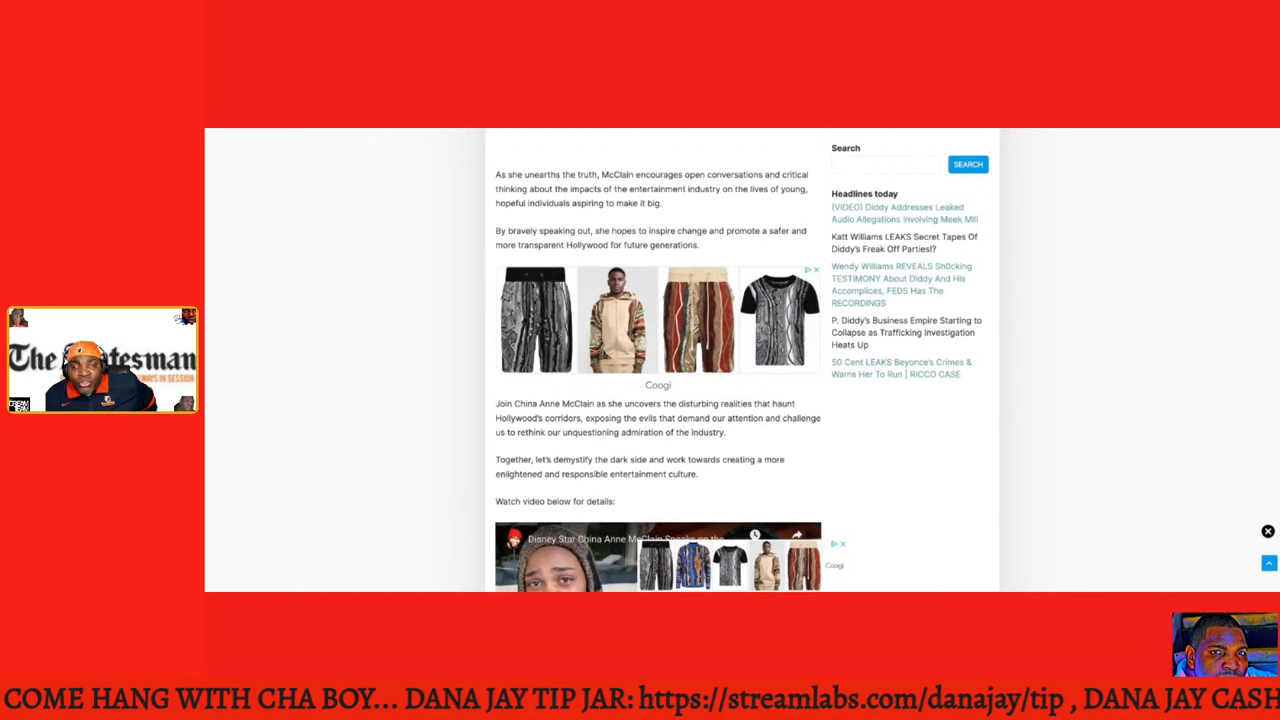 As she unearths the truth, McClain encourages open conversations and critical
thinking about the impacts of the entertainment industry on the lives of young,
hopeful individuals aspiring to make it big.
By bravely speaking out, she hopes to inspire change and promote a safer and
more transparent Hollywood for future generations.
Coogi
Join China Anne McClain as she uncovers the disturbing realities that haunt
Hollywood's corridors, exposing the evils that demand our attention and challenge
us to rethink our unquestioning admiration of the industry.
Together, let's demystify the dark side and work towards creating a more
enlightened and responsible entertainment culture.
Watch video below for details:
Disney Star China Anne McClain Speaks on the
Coogi
Search
SEARCH
Headlines today
(VIDEO) Diddy Addresses Leaked
Audio Allegations Involving Meek Mill
Katt Williams LEAKS Secret Tapes Of
Diddy's Freak Off Parties!?
Wendy Williams REVEALS Sh0cking
TESTIMONY About Diddy And His
Accomplices, FEDS Has The
RECORDINGS
P. Diddy's Business Empire Starting to
Collapse as Trafficking Investigation
Heats Up
50 Cent LEAKS Beyonce's Crimes &
Warns Her To Run | RICCO CASE
The Statesman
WAYS IN SESSION
COME HANG WITH CHA BOY... DANA JAY TIP JAR: https://streamlabs.com/danajay/tip , DANA JAY CASH